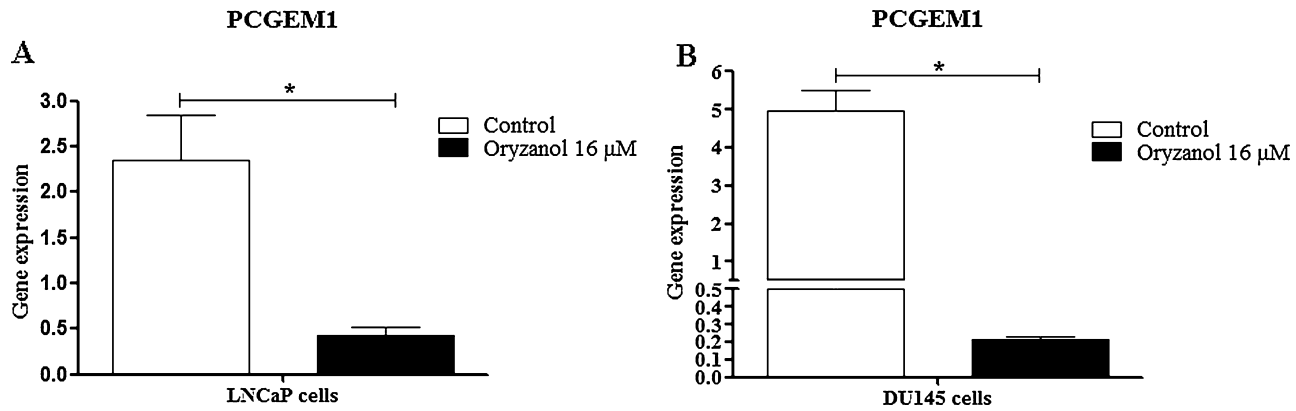 PCGEM1
A
*
3.0
2.5
2.0
1.5
1.0
0.5
0.0
Gene expression
LNCaP cells
Control
Oryzanol 16 µM
PCGEM1
B
*
6
5
4
3
2
1
0.5
0.4
0.3
0.2
0.1
0.0
Gene expression
DU145 cells
Control
Oryzanol 16 µM